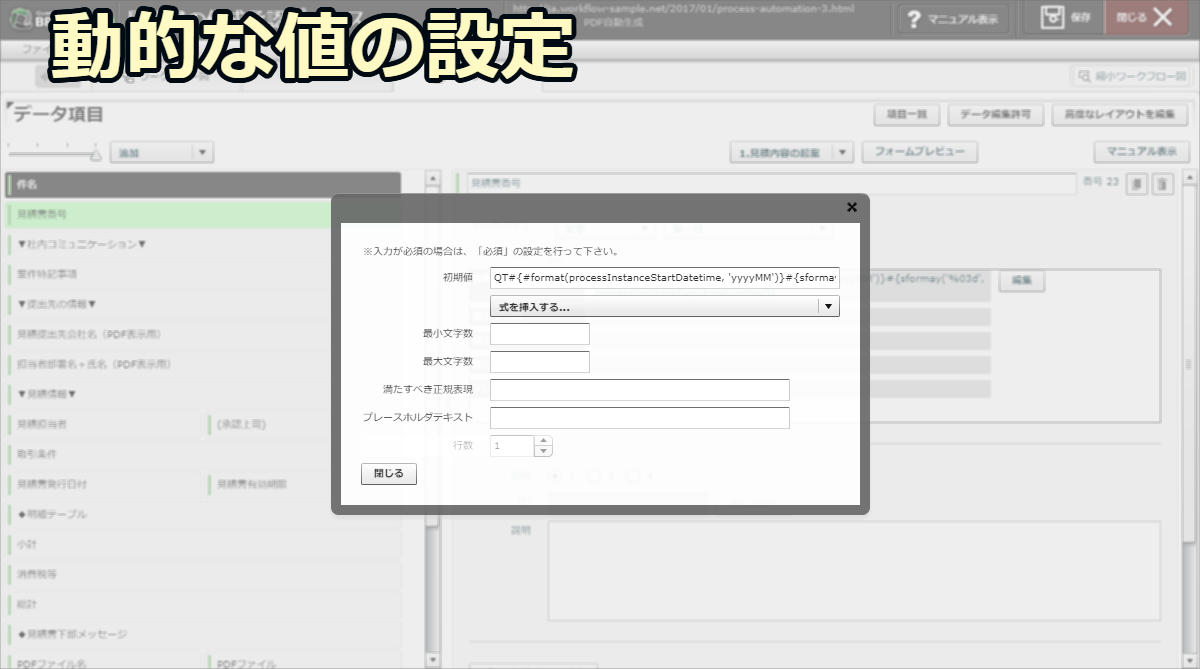 動的な値の設定
.workflow-sample.net/2017/01/process-automation-3.html
PDF自動生成
? マニュアル表示
保存
閉じる
縮小ワークフロー図
データ項目
項目一覧
データ編集許可
高度なレイアウトを編集
追加
1.見積内容の起案
フォームプレビュー
マニュアル表示
件名
見積書番号
番号 23
見積書番号
▼社内コミュニケーション▼
案件特記事項
▼提出先の情報▼
見積提出先会社名（PDF表示用）
担当者部署名＋氏名（PDF表示用）
▼見積情報▼
見積担当者
(承認上司)
取引条件
見積書発行日付
見積書有効期限
◆明細テーブル
小計
消費税等
総計
◆見積書下部メッセージ
PDFファイル名
PDFファイル
※入力が必須の場合は、「必須」の設定を行って下さい。
初期値
QT#{#format(processInstanceStartDatetime, 'yyyyMM')}#{sforma
式を挿入する...
最小文字数
最大文字数
満たすべき正規表現
プレースホルダテキスト
行数
1
閉じる
')}#{sformay('%03d',
編集
説明